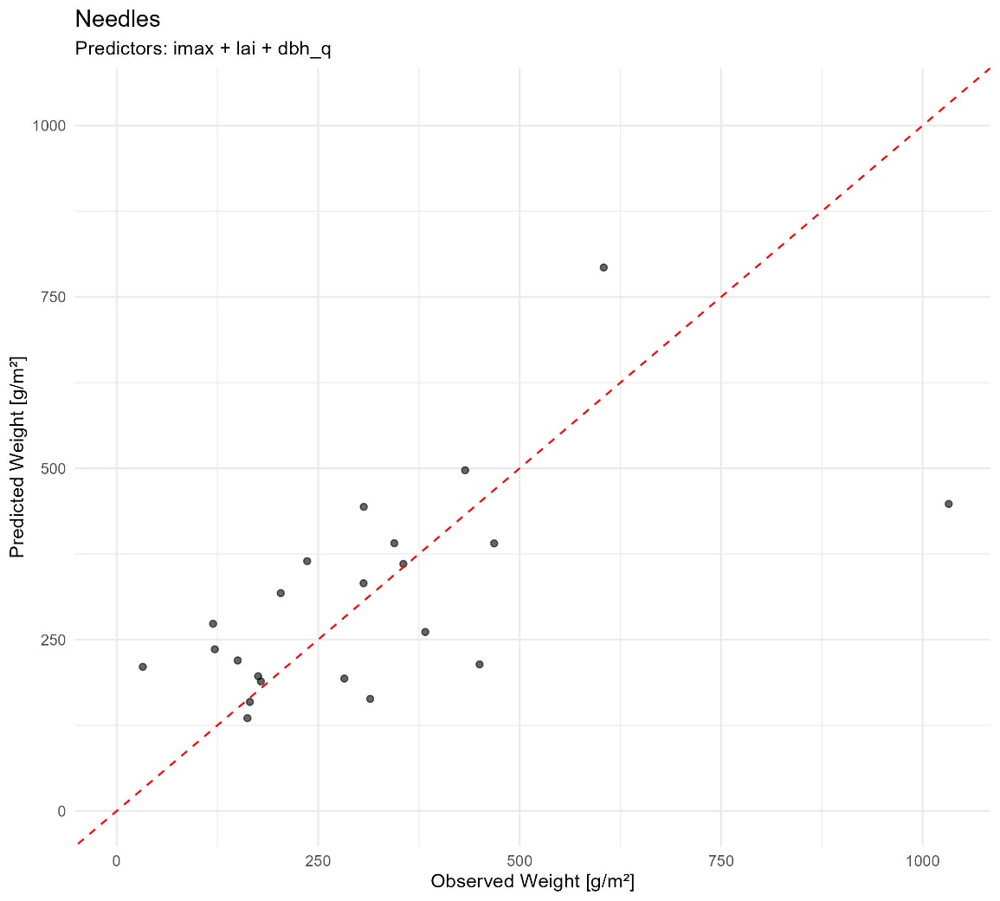 Needles
Predictors: imax + lai + dbh_q
1000
750
500
250
0
Predicted Weight [g/m²]
0 250 500 750 1000
Observed Weight [g/m²]